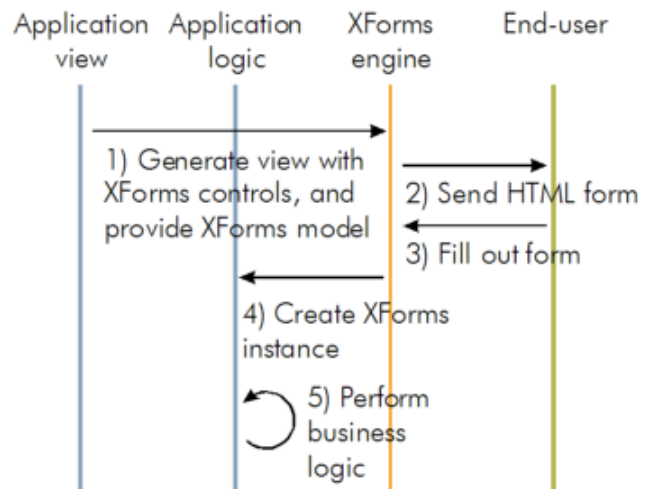 Application view
Application logic
XForms engine
End-user
1) Generate view with
XForms controls, and
provide XForms model
2) Send HTML form
3) Fill out form
4) Create XForms
instance
5) Perform
business
logic